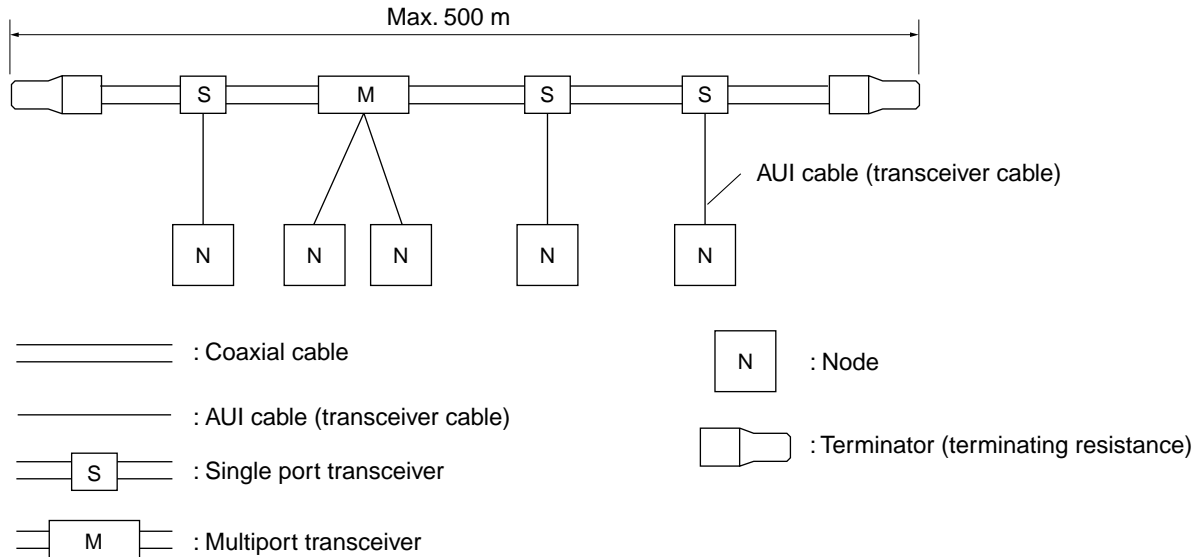 Max. 500 m
S
M
S
S
AUI cable (transceiver cable)
N
N
N
N
N
: Coaxial cable
N
: Node
: AUI cable (transceiver cable)
: Terminator (terminating resistance)
S
: Single port transceiver
M
: Multiport transceiver